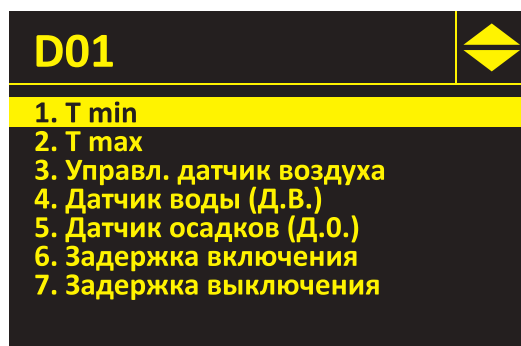 D01
1. T min
2. T max
3. Управл. датчик воздуха
4. Датчик воды (Д.В.)
5. Датчик осадков (Д.0.)
6. Задержка включения
7. Задержка выключения